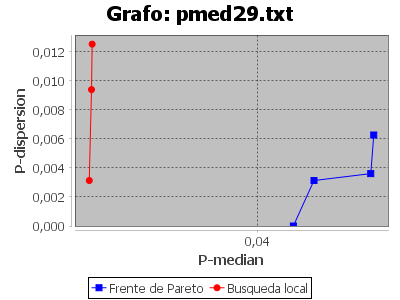 Grafo: pmed29.txt
P-dispersion
0,012
0,010
0,008
0,006
0,004
0,002
0,000
0,04
P-median
Frente de Pareto
Busqueda local